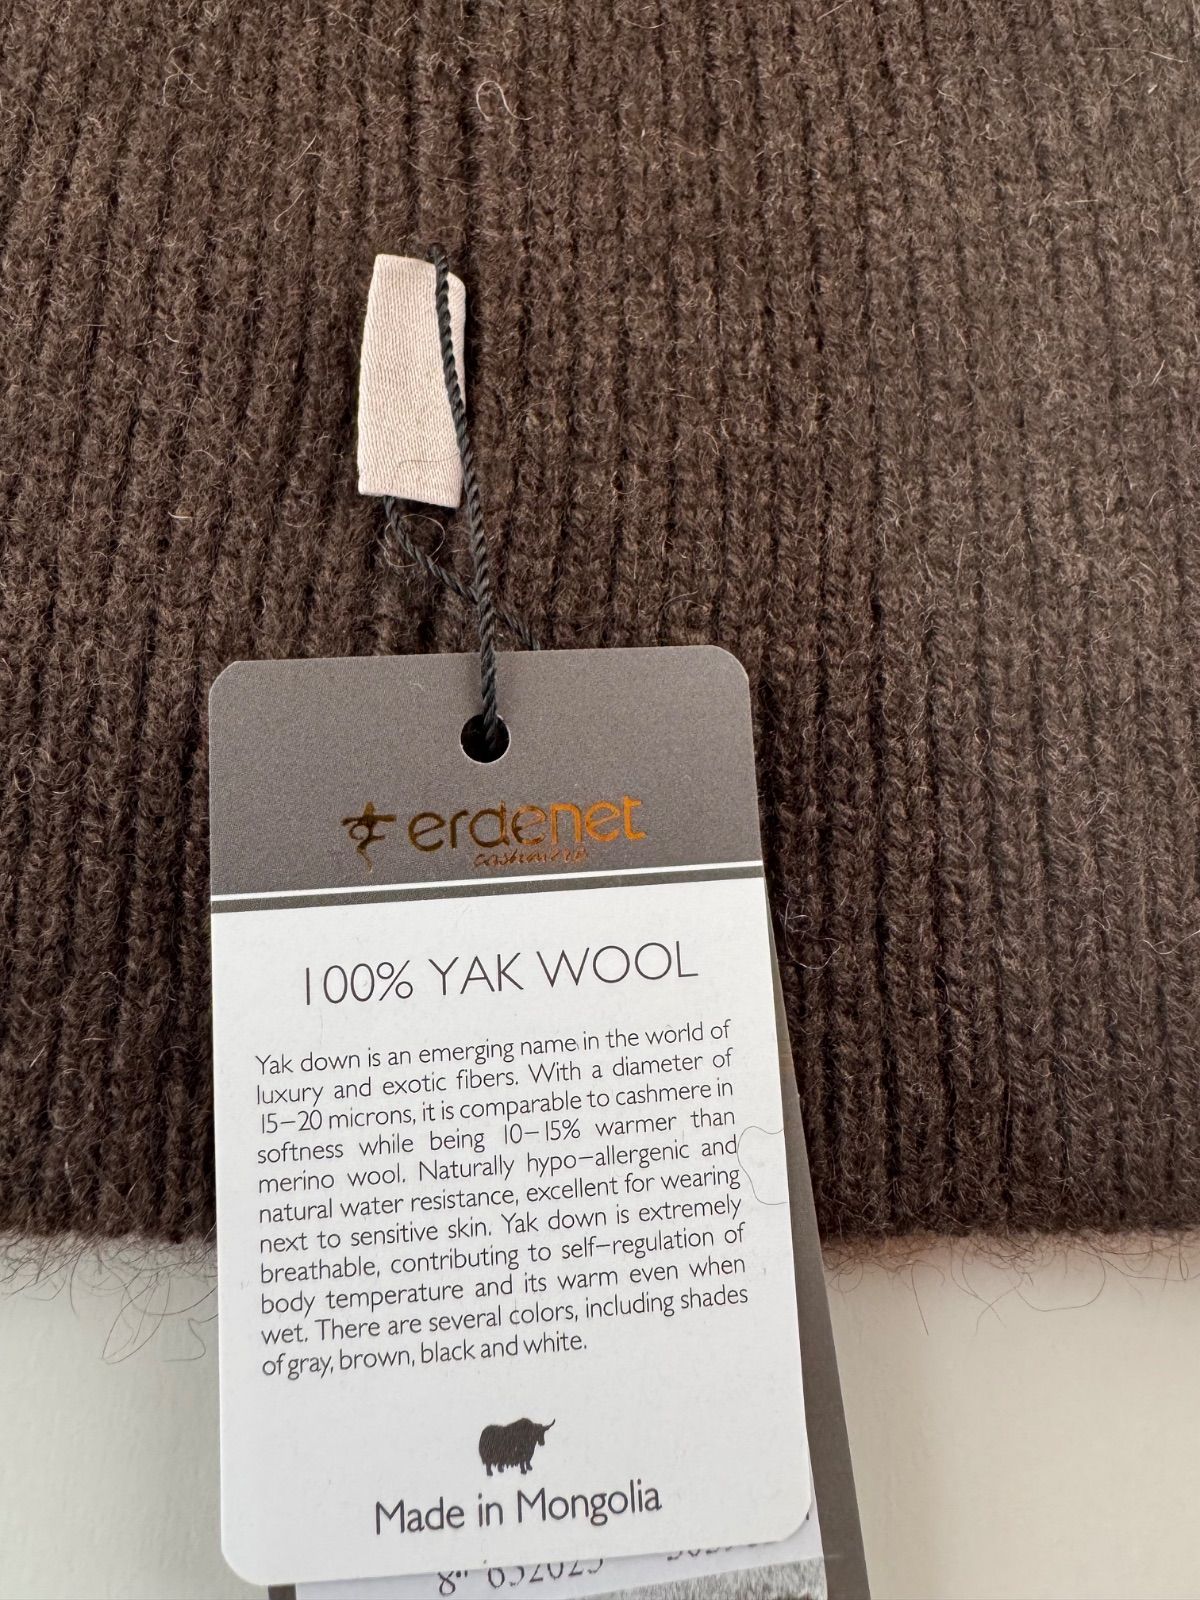 erdenet
cashmere
100% YAK WOOL
Yak down is an emerging name in the world of
luxury and exotic fibers. With a diameter of
15–20 microns, it is comparable to cashmere in
softness while being 10–15% warmer than
merino wool. Naturally hypo–allergenic and
natural water resistance, excellent for wearing
next to sensitive skin. Yak down is extremely
breathable, contributing to self–regulation of
body temperature and its warm even when
wet. There are several colors, including shades
of gray, brown, black and white.
Made in Mongolia